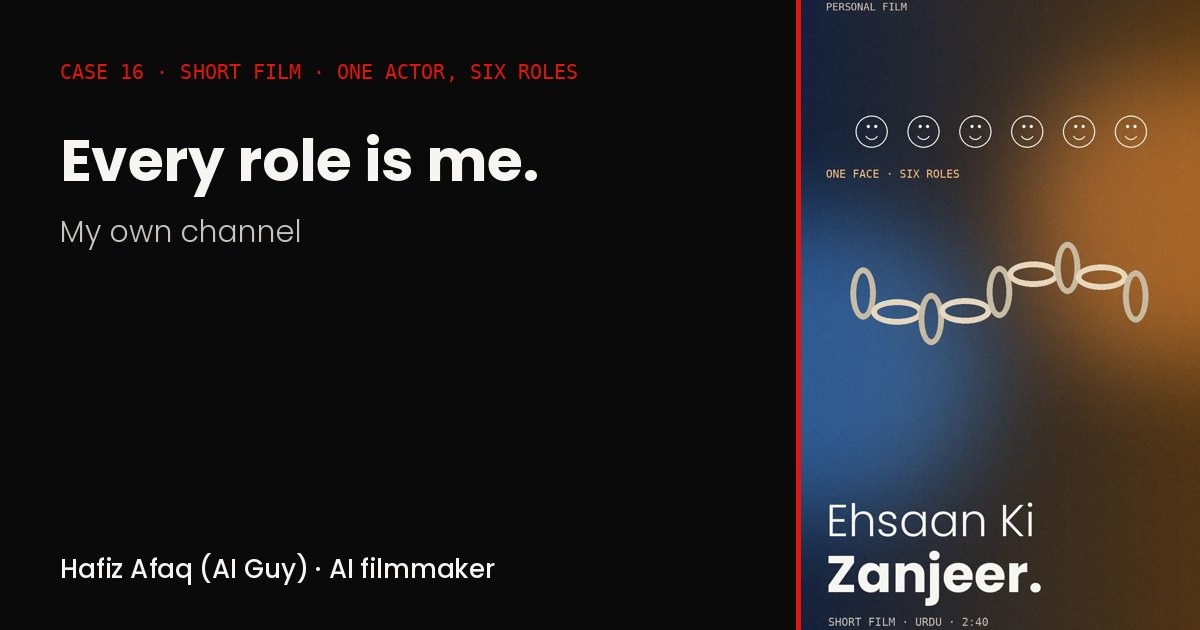 CASE 16 · SHORT FILM · ONE ACTOR, SIX ROLES
Every role is me.
My own channel
Hafiz Afaq (AI Guy) · AI filmmaker
PERSONAL FILM
ONE FACE · SIX ROLES
Ehsaan Ki
Zanjeer.
SHORT FILM · URDU · 2:40